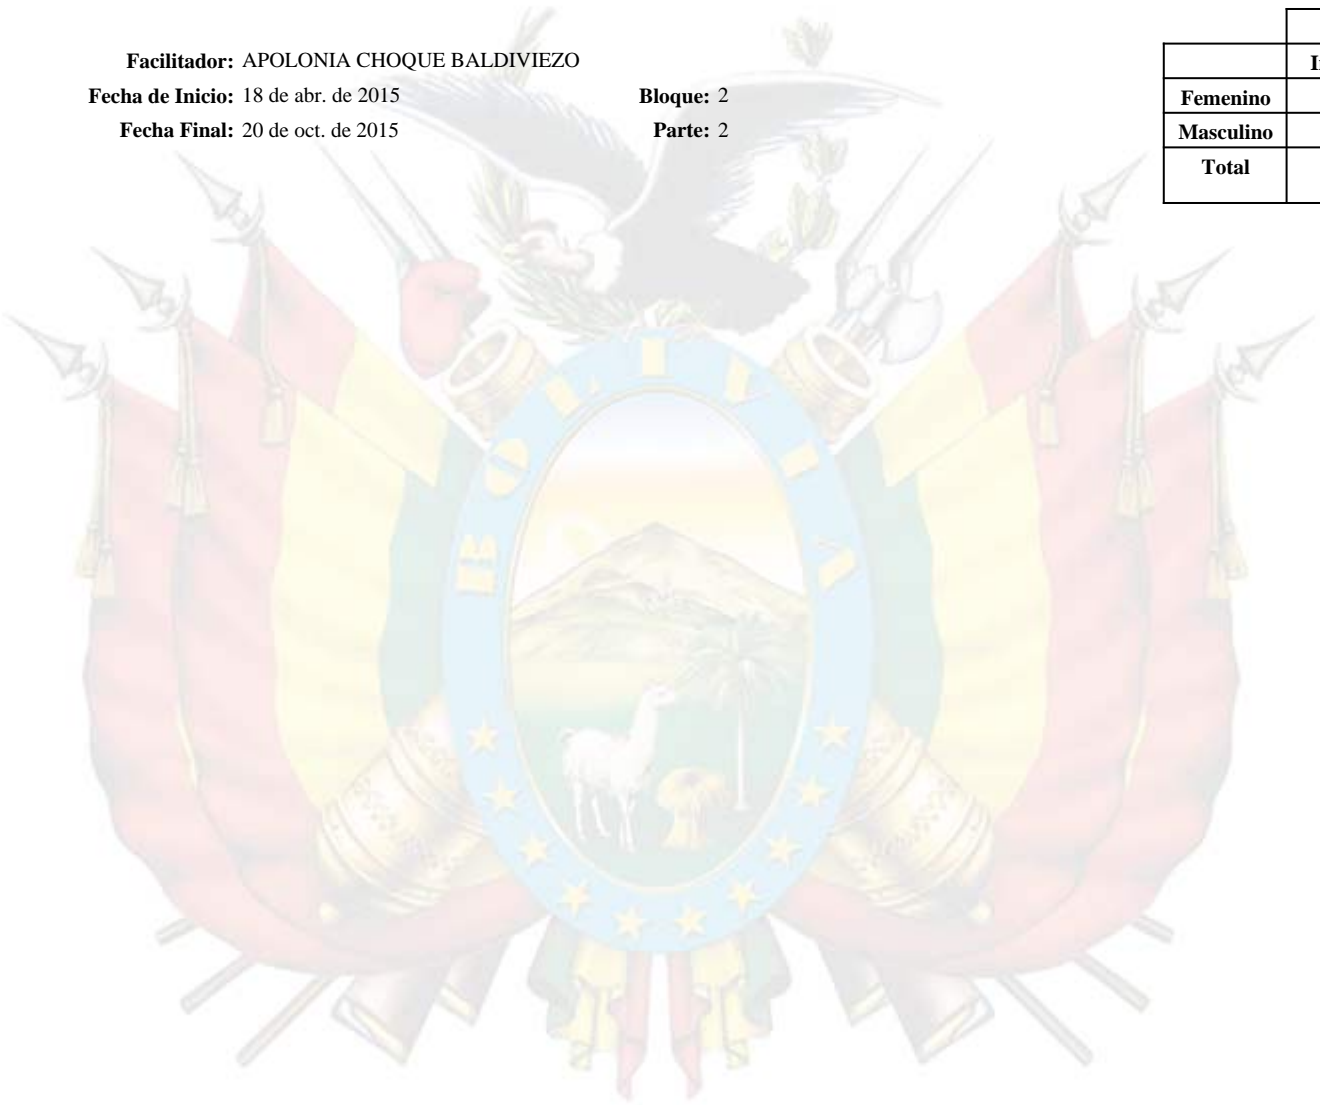 Facilitador: APOLONIA CHOQUE BALDIVIEZO
Fecha de Inicio: 18 de abr. de 2015 Bloque: 2
Fecha Final: 20 de oct. de 2015 Parte: 2
Femenino
Masculino
Total
BOLIVIA